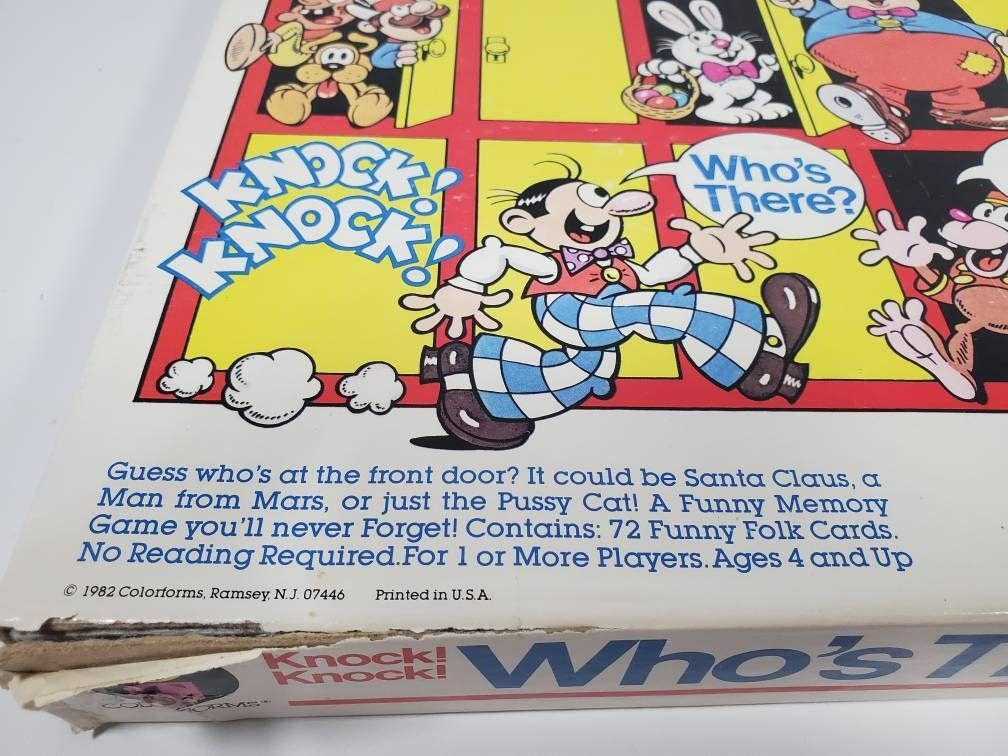 KNOCK!
KNOCK!
Who's
There?
Guess who's at the front door? It could be Santa Claus, a
Man from Mars, or just the Pussy Cat! A Funny Memory
Game you'll never Forget! Contains: 72 Funny Folk Cards.
No Reading Required.For 1 or More Players.Ages 4 and Up
© 1982 Colorforms, Ramsey, N.J. 07446 Printed in U.S.A.
Knock!
Knock!
Who's T